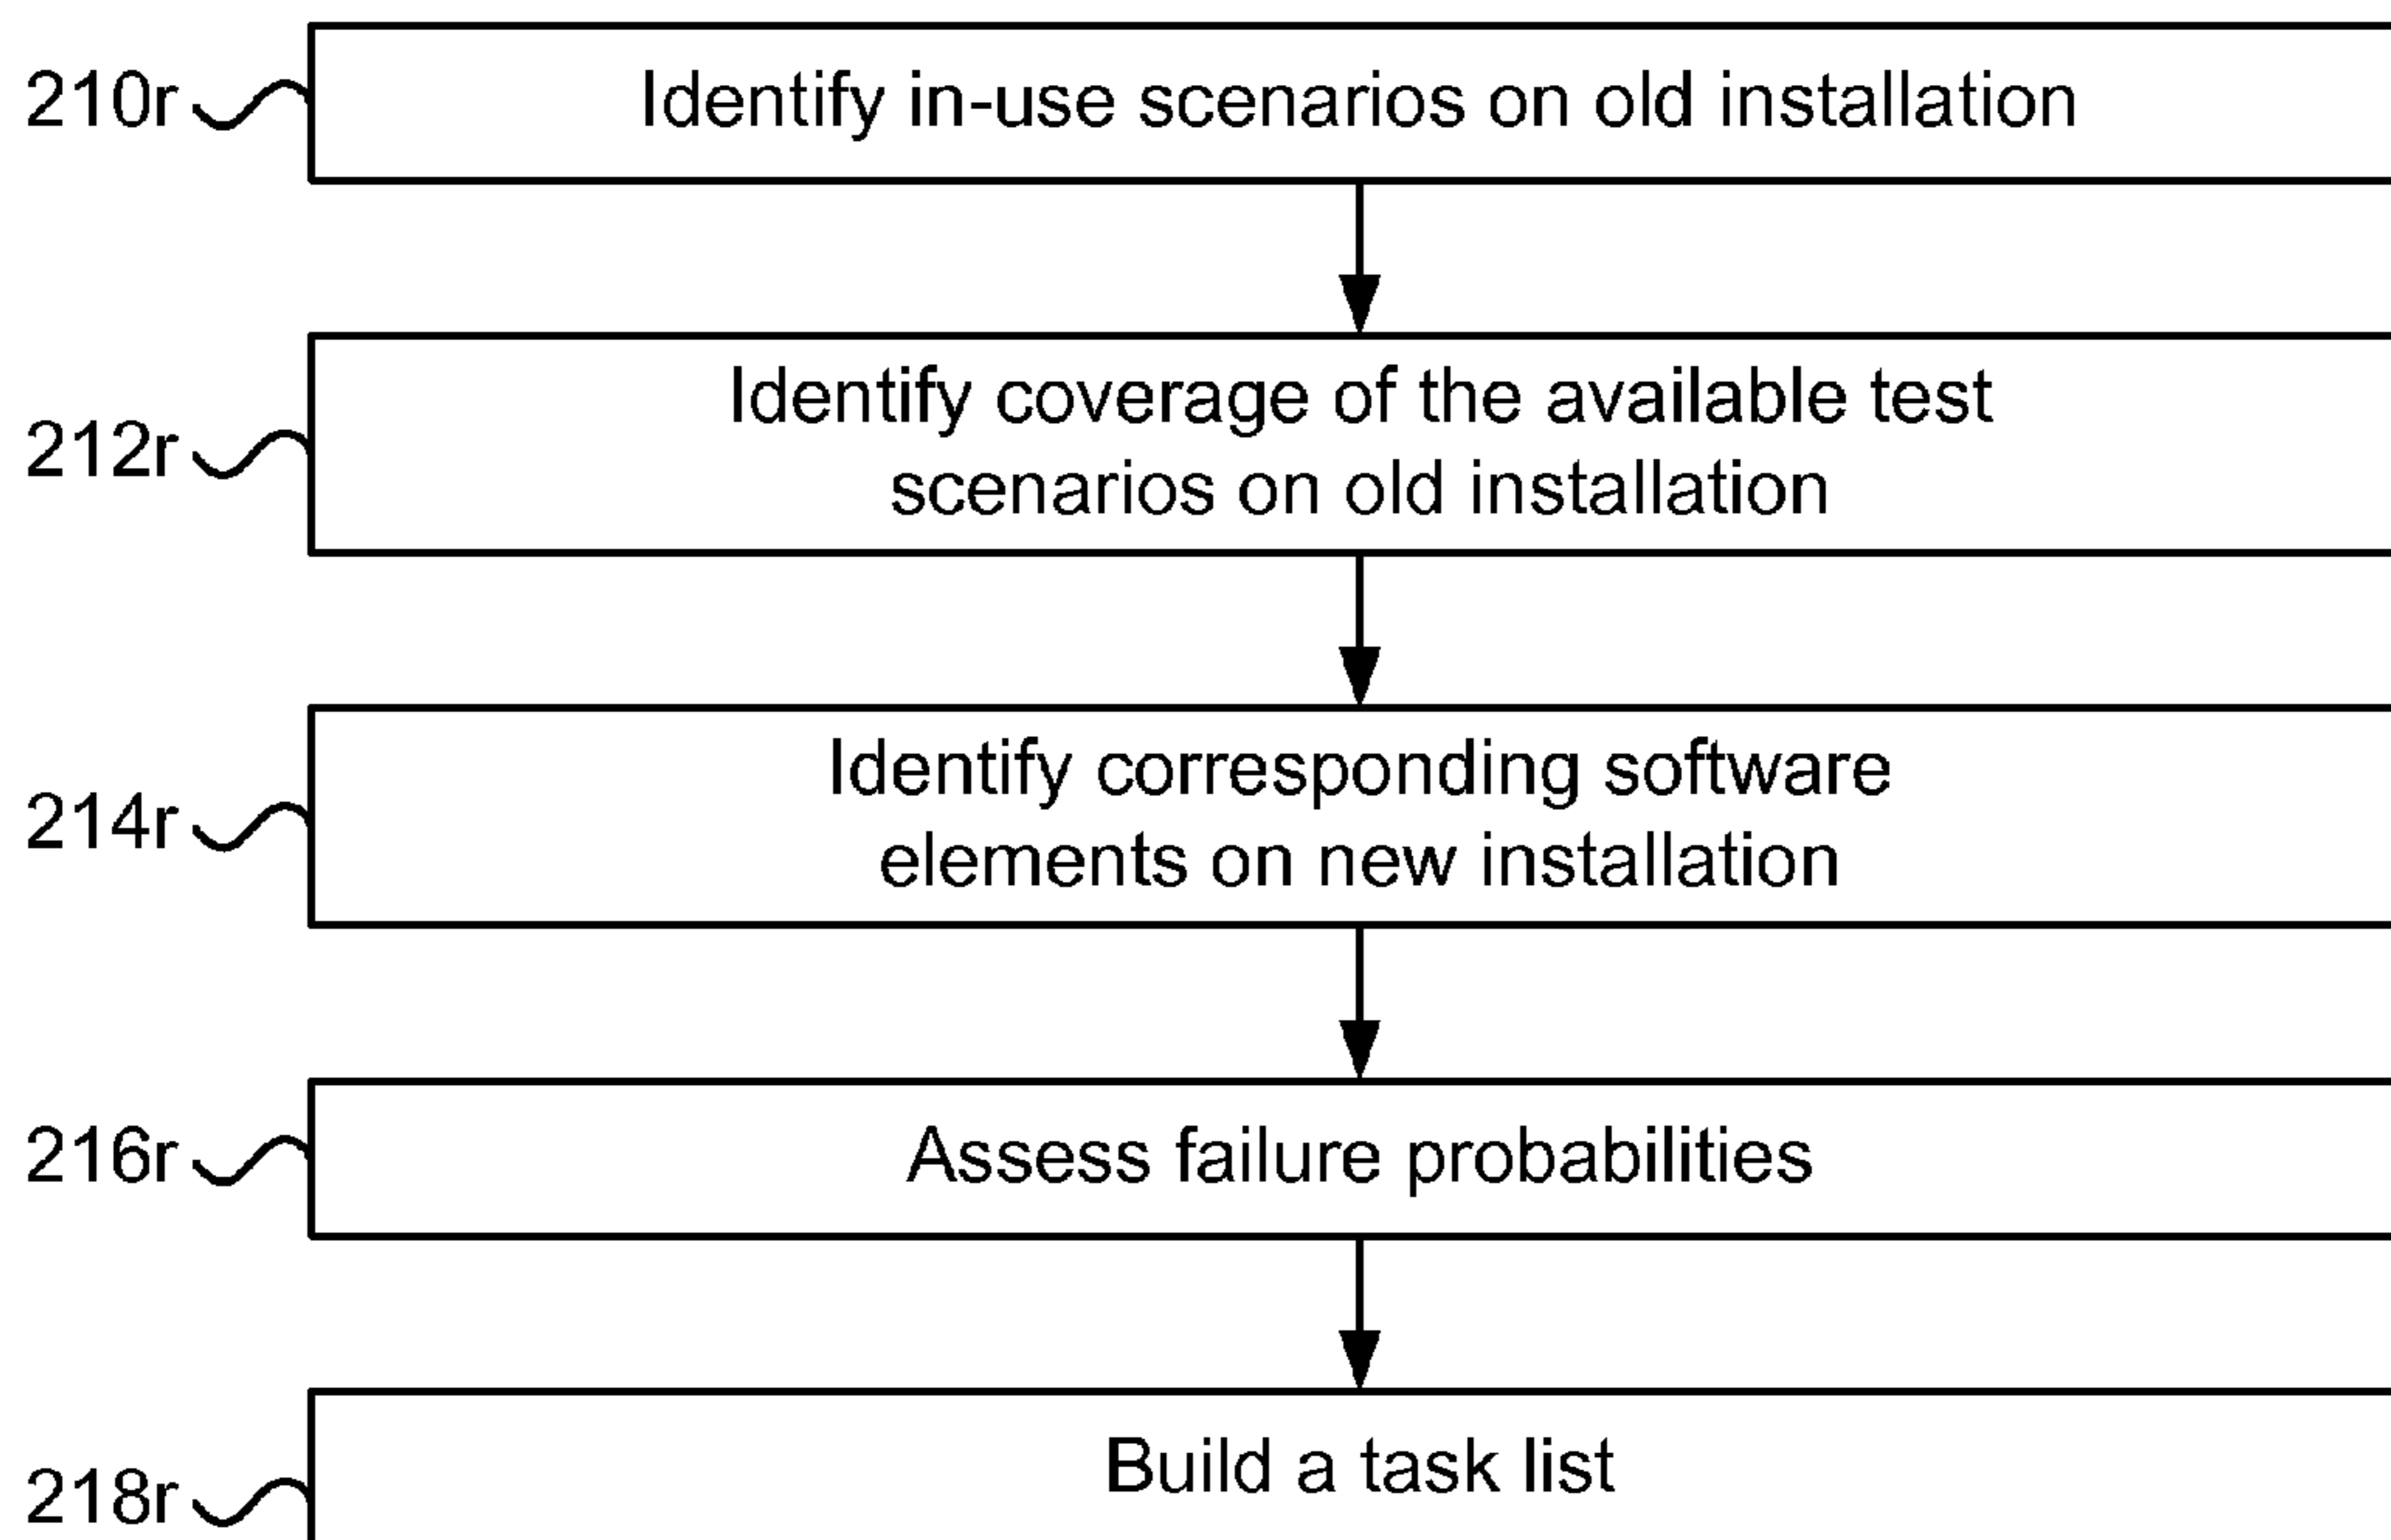 210r
Identify in-use scenarios on old installation
212r
Identify coverage of the available test
scenarios on old installation
214r
Identify corresponding software
elements on new installation
216r
Assess failure probabilities
218r
Build a task list